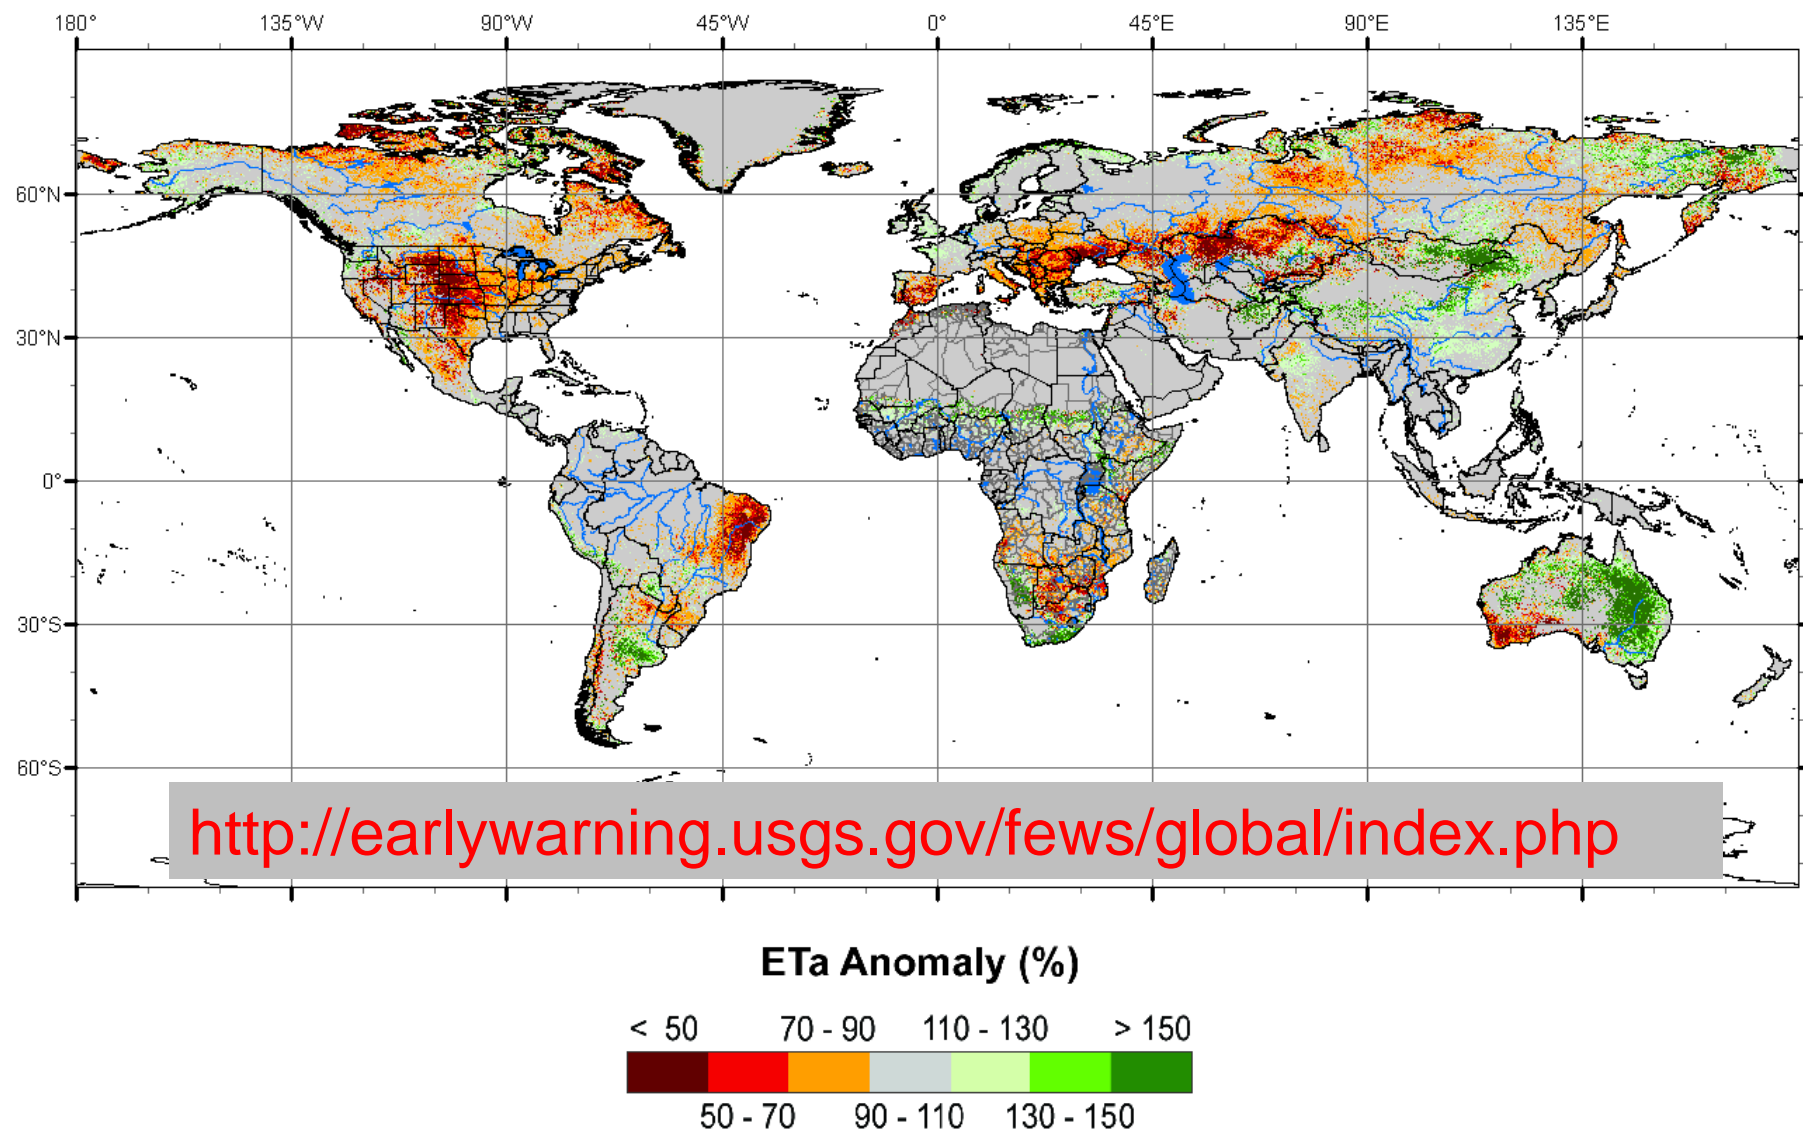 180° 135°W 90°W 45°W 0° 45°E 90°E 135°E
60°N
30°N
0°
30°S
60°S
http://earlywarning.usgs.gov/fews/global/index.php
ETa Anomaly (%)
< 50 70 - 90 110 - 130 > 150
50 - 70 90 - 110 130 - 150